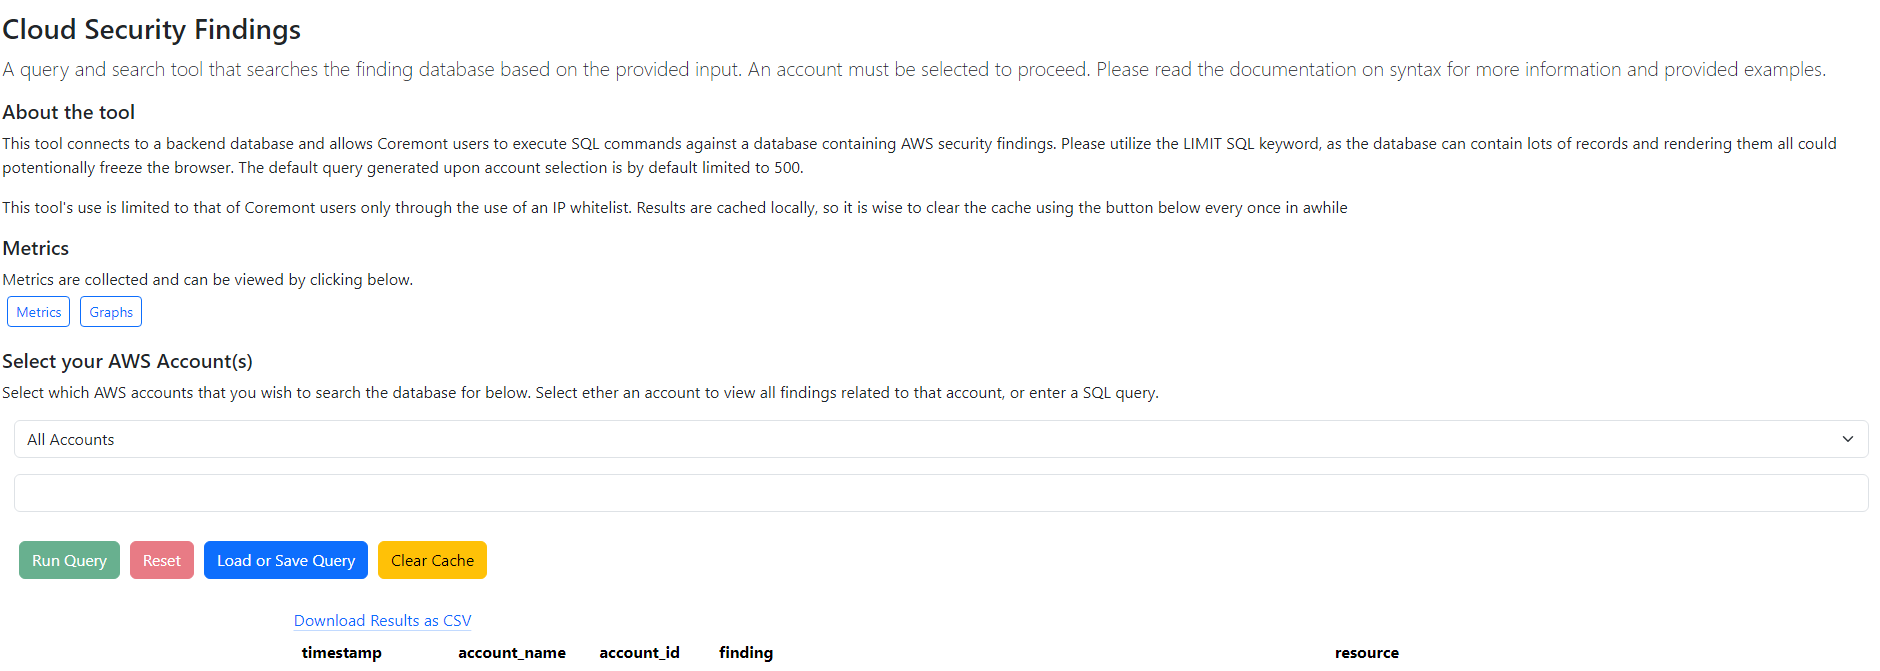 Cloud Security Findings
A query and search tool that searches the finding database based on the provided input. An account must be selected to proceed. Please read the documentation on syntax for more information and provided examples.
About the tool
This tool connects to a backend database and allows Coremont users to execute SQL commands against a database containing AWS security findings. Please utilize the LIMIT SQL keyword, as the database can contain lots of records and rendering them all could
potentionally freeze the browser. The default query generated upon account selection is by default limited to 500.
This tool's use is limited to that of Coremont users only through the use of an IP whitelist. Results are cached locally, so it is wise to clear the cache using the button below every once in awhile
Metrics
Metrics are collected and can be viewed by clicking below.
Metrics Graphs
Select your AWS Account(s)
Select which AWS accounts that you wish to search the database for below. Select ether an account to view all findings related to that account, or enter a SQL query.
All Accounts
Run Query Reset Load or Save Query Clear Cache
Download Results as CSV
timestamp account_name account_id finding resource